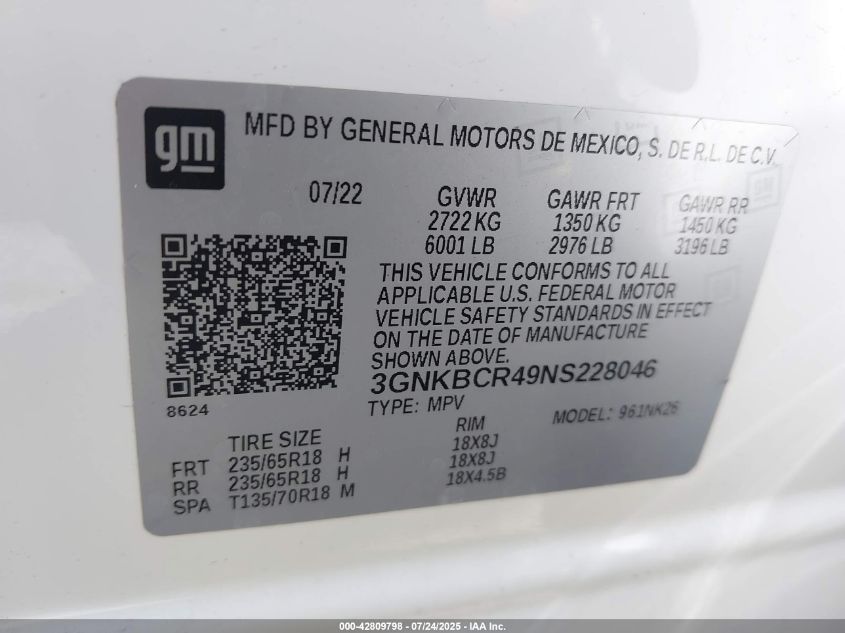 gm
MFD BY GENERAL MOTORS DE MEXICO, S. DE R.L. DE C.V.
07/22 GVWR GAWR FRT GAWR RR
2722 KG 1350 KG 1450 KG
6001 LB 2976 LB 3196 LB
THIS VEHICLE CONFORMS TO ALL
APPLICABLE U.S. FEDERAL MOTOR
VEHICLE SAFETY STANDARDS IN EFFECT
ON THE DATE OF MANUFACTURE
SHOWN ABOVE.
3GNKBCR49NS228046
8624
TYPE: MPV MODEL: 961NK26
TIRE SIZE RIM
FRT 235/65R18 H 18X8J
RR 235/65R18 H 18X8J
SPA T135/70R18 M 18X4.5B
000-42809798 - 07/24/2025 - IAA Inc.